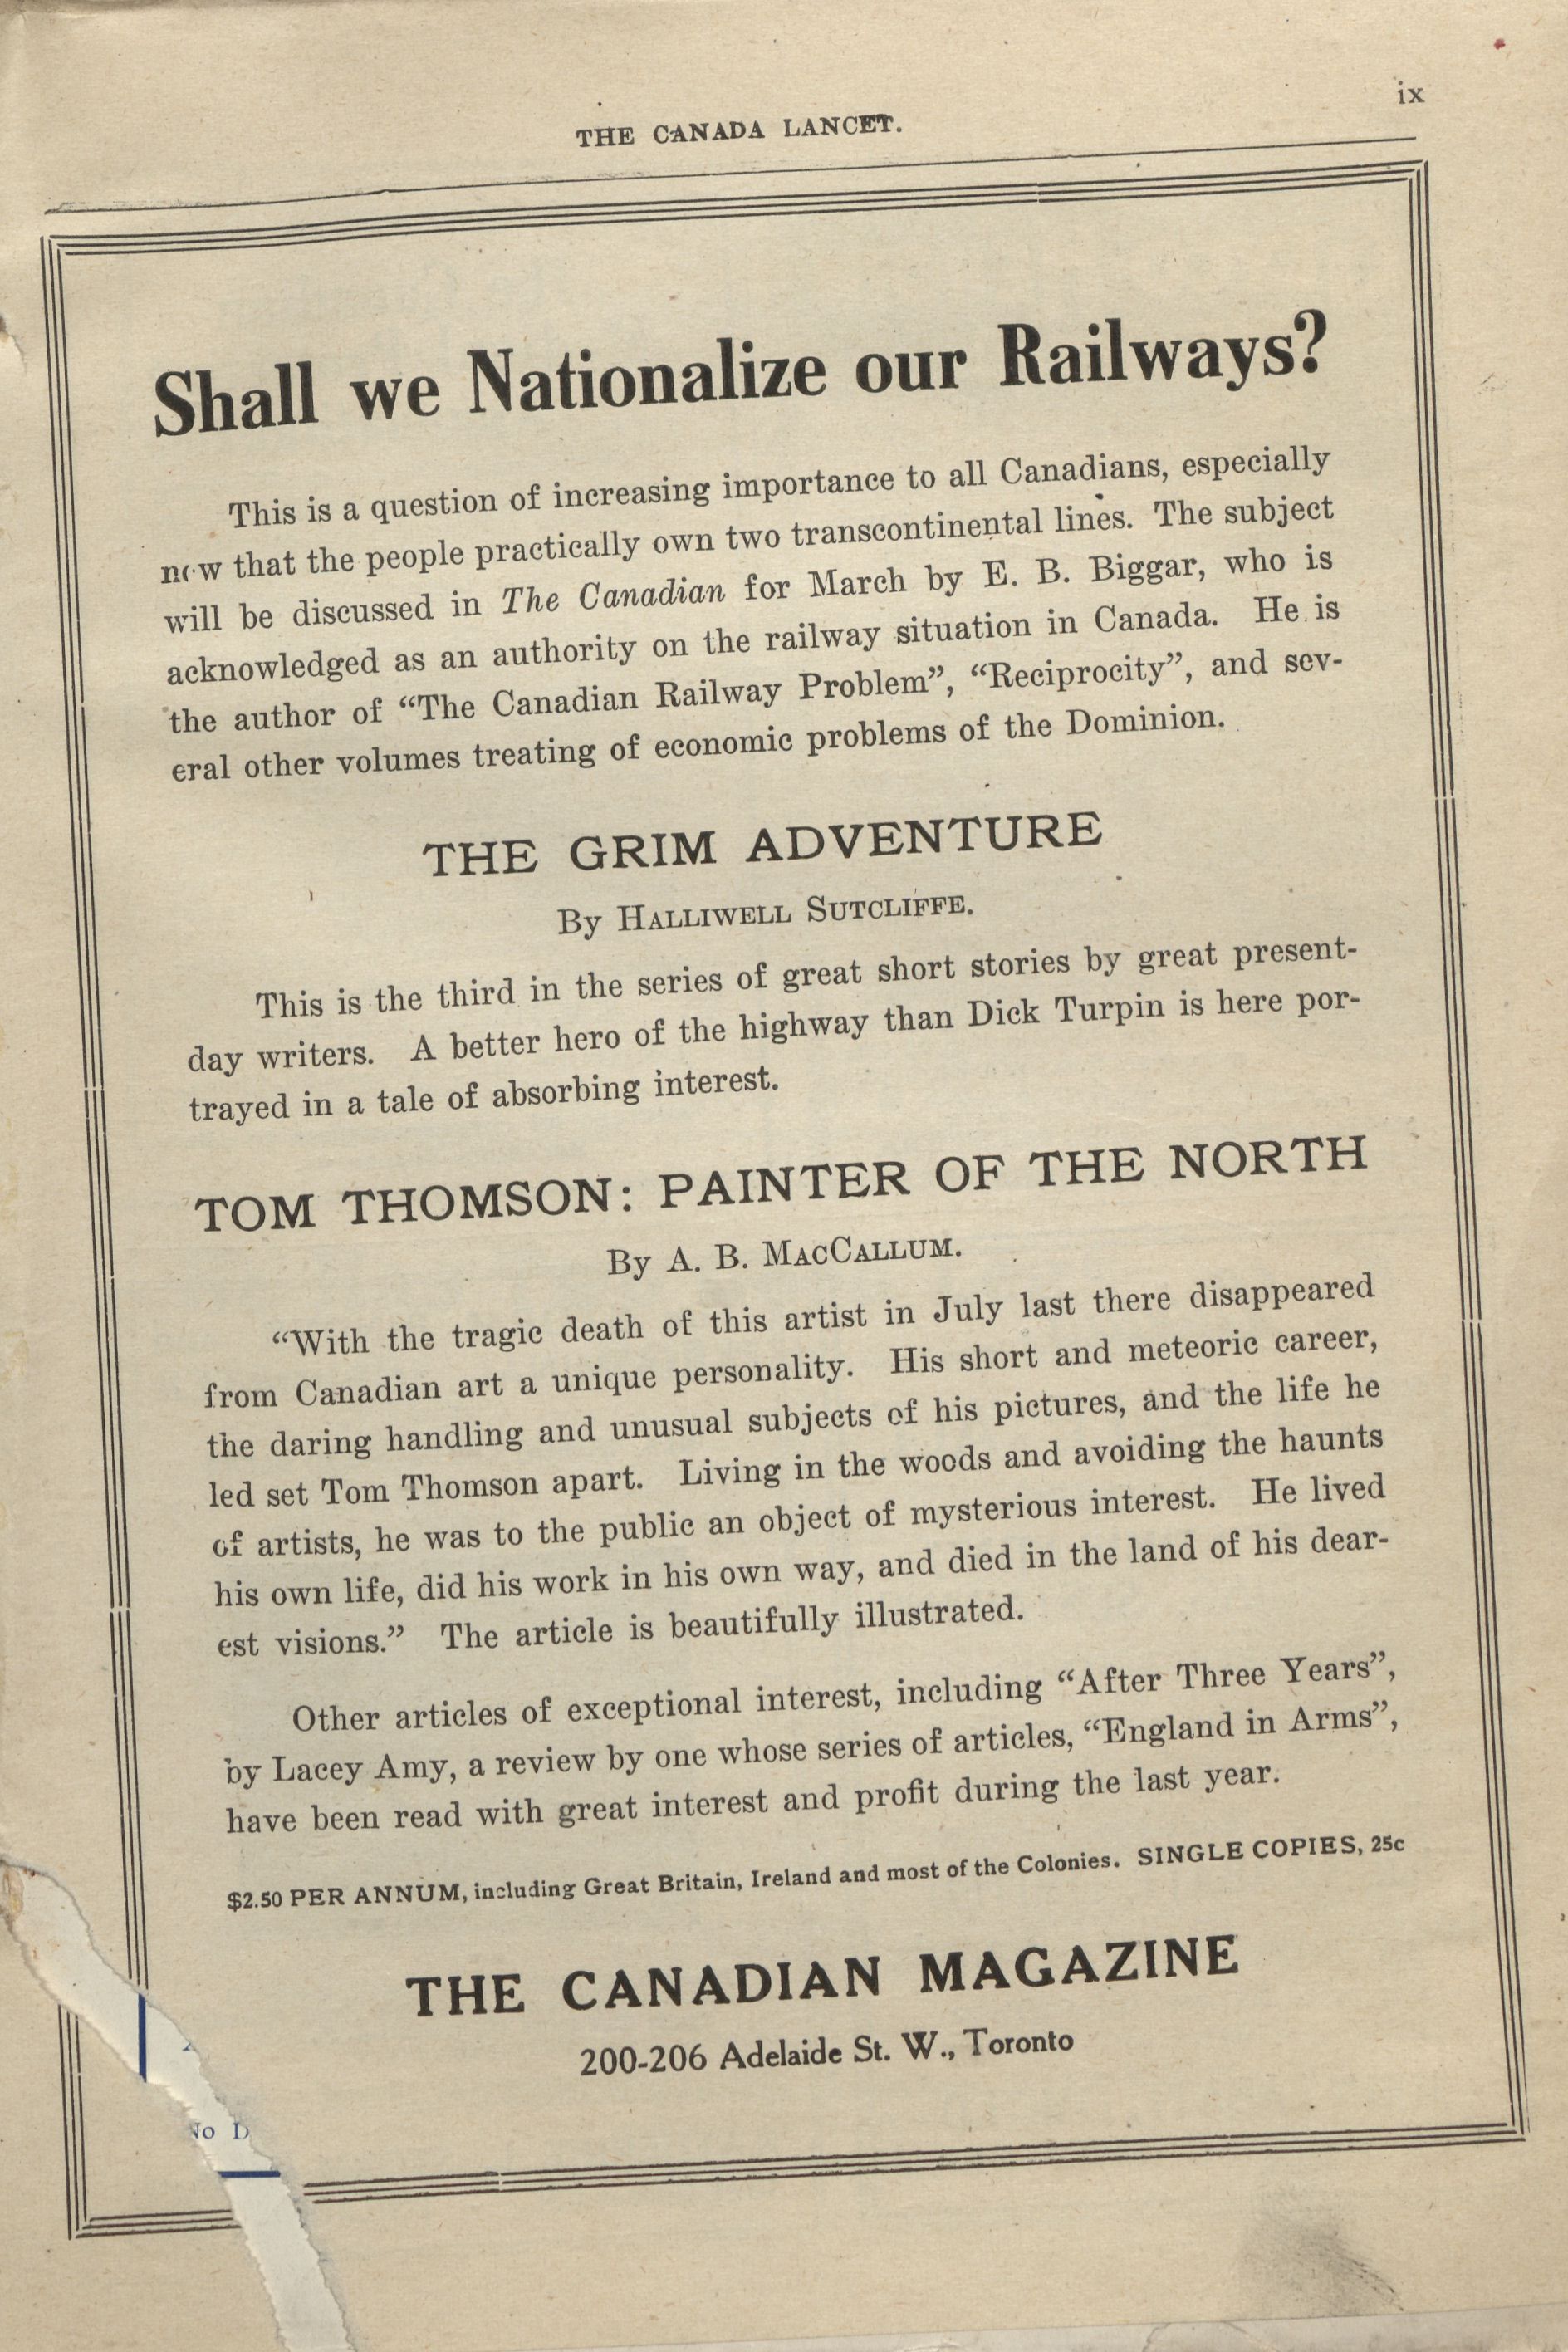 ix
THE CANADA LANCET.
Shall we Nationalize our Railways?
This is a question of increasing importance to all Canadians, especially
now that the people practically own two transcontinental lines. The subject
will be discussed in The Canadian for March by E. B. Biggar, who is
acknowledged as an authority on the railway situation in Canada. He is
the author of “The Canadian Railway Problem”, “Reciprocity”, and sev-
eral other volumes treating of economic problems of the Dominion.
THE GRIM ADVENTURE
By HALLIWELL SUTCLIFFE.
This is the third in the series of great short stories by great present-
day writers. A better hero of the highway than Dick Turpin is here por-
trayed in a tale of absorbing interest.
TOM THOMSON: PAINTER OF THE NORTH
By A. B. MACCALLUM.
“With the tragic death of this artist in July last there disappeared
from Canadian art a unique personality. His short and meteoric career,
the daring handling and unusual subjects of his pictures, and the life he
led set Tom Thomson apart. Living in the woods and avoiding the haunts
of artists, he was to the public an object of mysterious interest. He lived
his own life, did his work in his own way, and died in the land of his dear-
est visions.” The article is beautifully illustrated.
Other articles of exceptional interest, including “After Three Years”,
by Lacey Amy, a review by one whose series of articles, “England in Arms”,
have been read with great interest and profit during the last year.
$2.50 PER ANNUM, including Great Britain, Ireland and most of the Colonies. SINGLE COPIES, 25c
THE CANADIAN MAGAZINE
200-206 Adelaide St. W., Toronto
No D